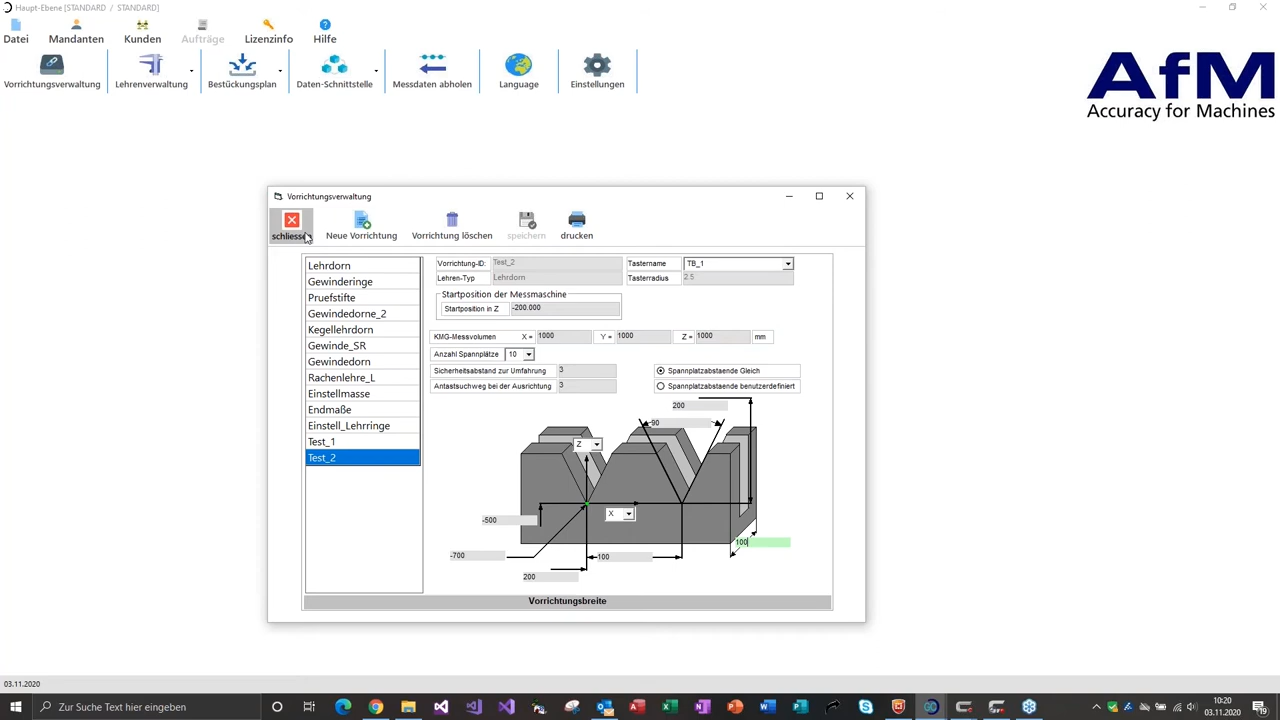 Haupt-Ebene [STANDARD / STANDARD]
Datei Mandanten Kunden Aufträge Lizenzinfo Hilfe
Vorrichtungsverwaltung Lehrenverwaltung Bestückungsplan Daten-Schnittstelle Messdaten abholen Language Einstellungen
AfM
Accuracy for Machines
Vorrichtungsverwaltung
schliessen Neue Vorrichtung Vorrichtung löschen speichern drucken
Lehrdorn
Gewinderinge
Pruefstifte
Gewindedorne_2
Kegellehrdorn
Gewinde_SR
Gewindedorn
Rachenlehre_L
Einstellmasse
Endmaße
Einstell_Lehrringe
Test_1
Test_2
Vorrichtung-ID: Test_2 Tastername TB_1
Lehren-Typ Lehrdorn Tasterradius 2.5
Startposition der Messmaschine
Startposition in Z -200.000
KMG-Messvolumen X = 1000 Y = 1000 Z = 1000 mm
Anzahl Spannplätze 10
Sicherheitsabstand zur Umfahrung 3 Spannplatzabstaende Gleich
Antastsuchweg bei der Ausrichtung 3 Spannplatzabstaende benutzerdefiniert
200
90
Z
X
-500
100
-700 100
200
Vorrichtungsbreite
03.11.2020
Zur Suche Text hier eingeben
10:20
03.11.2020